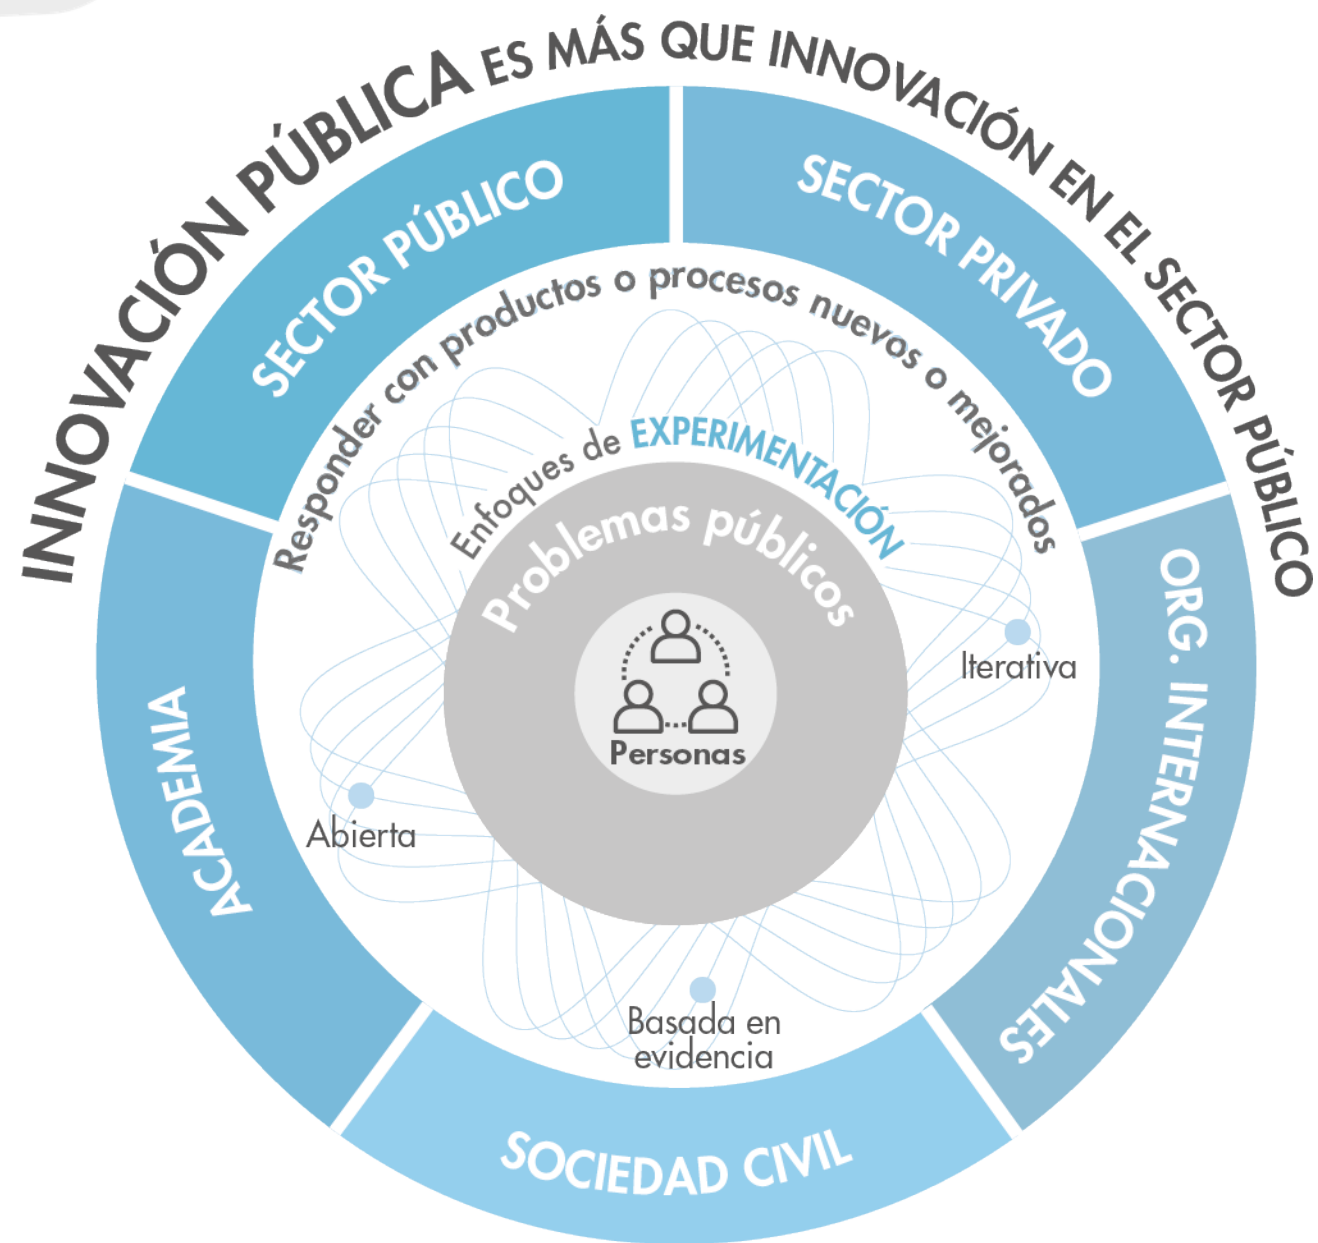 INNOVACIÓN PÚBLICA ES MÁS QUE INNOVACIÓN EN EL SECTOR PÚBLICO
SECTOR PÚBLICO
SECTOR PRIVADO
ORG. INTERNACIONALES
SOCIEDAD CIVIL
ACADEMIA
Responder con productos o procesos nuevos o mejorados
Enfoques de EXPERIMENTACIÓN
Problemas públicos
Personas
Iterativa
Abierta
Basada en
evidencia